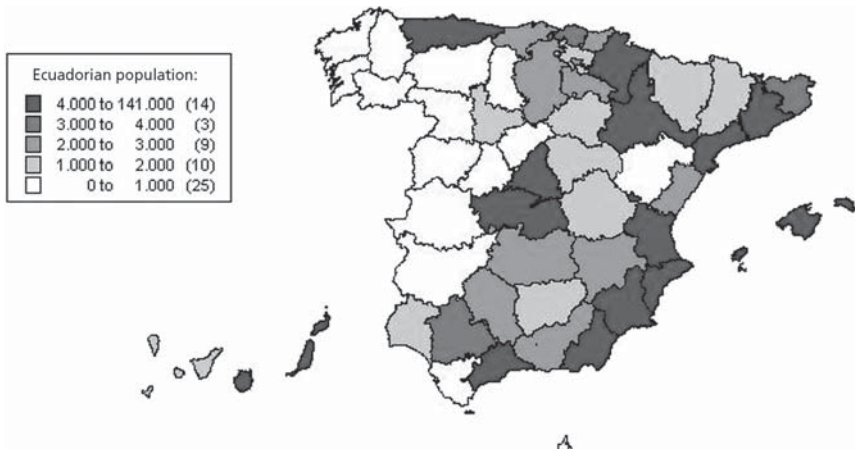 Ecuadorian population:
4.000 to 141.000 (14)
3.000 to 4.000 (3)
2.000 to 3.000 (9)
1.000 to 2.000 (10)
0 to 1.000 (25)